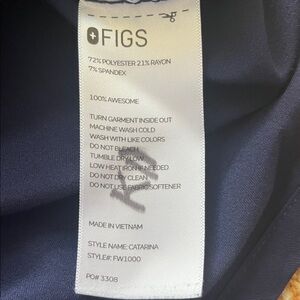 FIGS
72% POLYESTER 21% RAYON
7% SPANDEX
100% AWESOME
TURN GARMENT INSIDE OUT
MACHINE WASH COLD
WASH WITH LIKE COLORS
DO NOT BLEACH
TUMBLE DRY LOW
LOW HEAT IRON IF NEEDED
DO NOT DRY CLEAN
DO NOT USE FABRIC SOFTENER
MADE IN VIETNAM
STYLE NAME: CATARINA
STYLE#: FW1000
PO# 3308